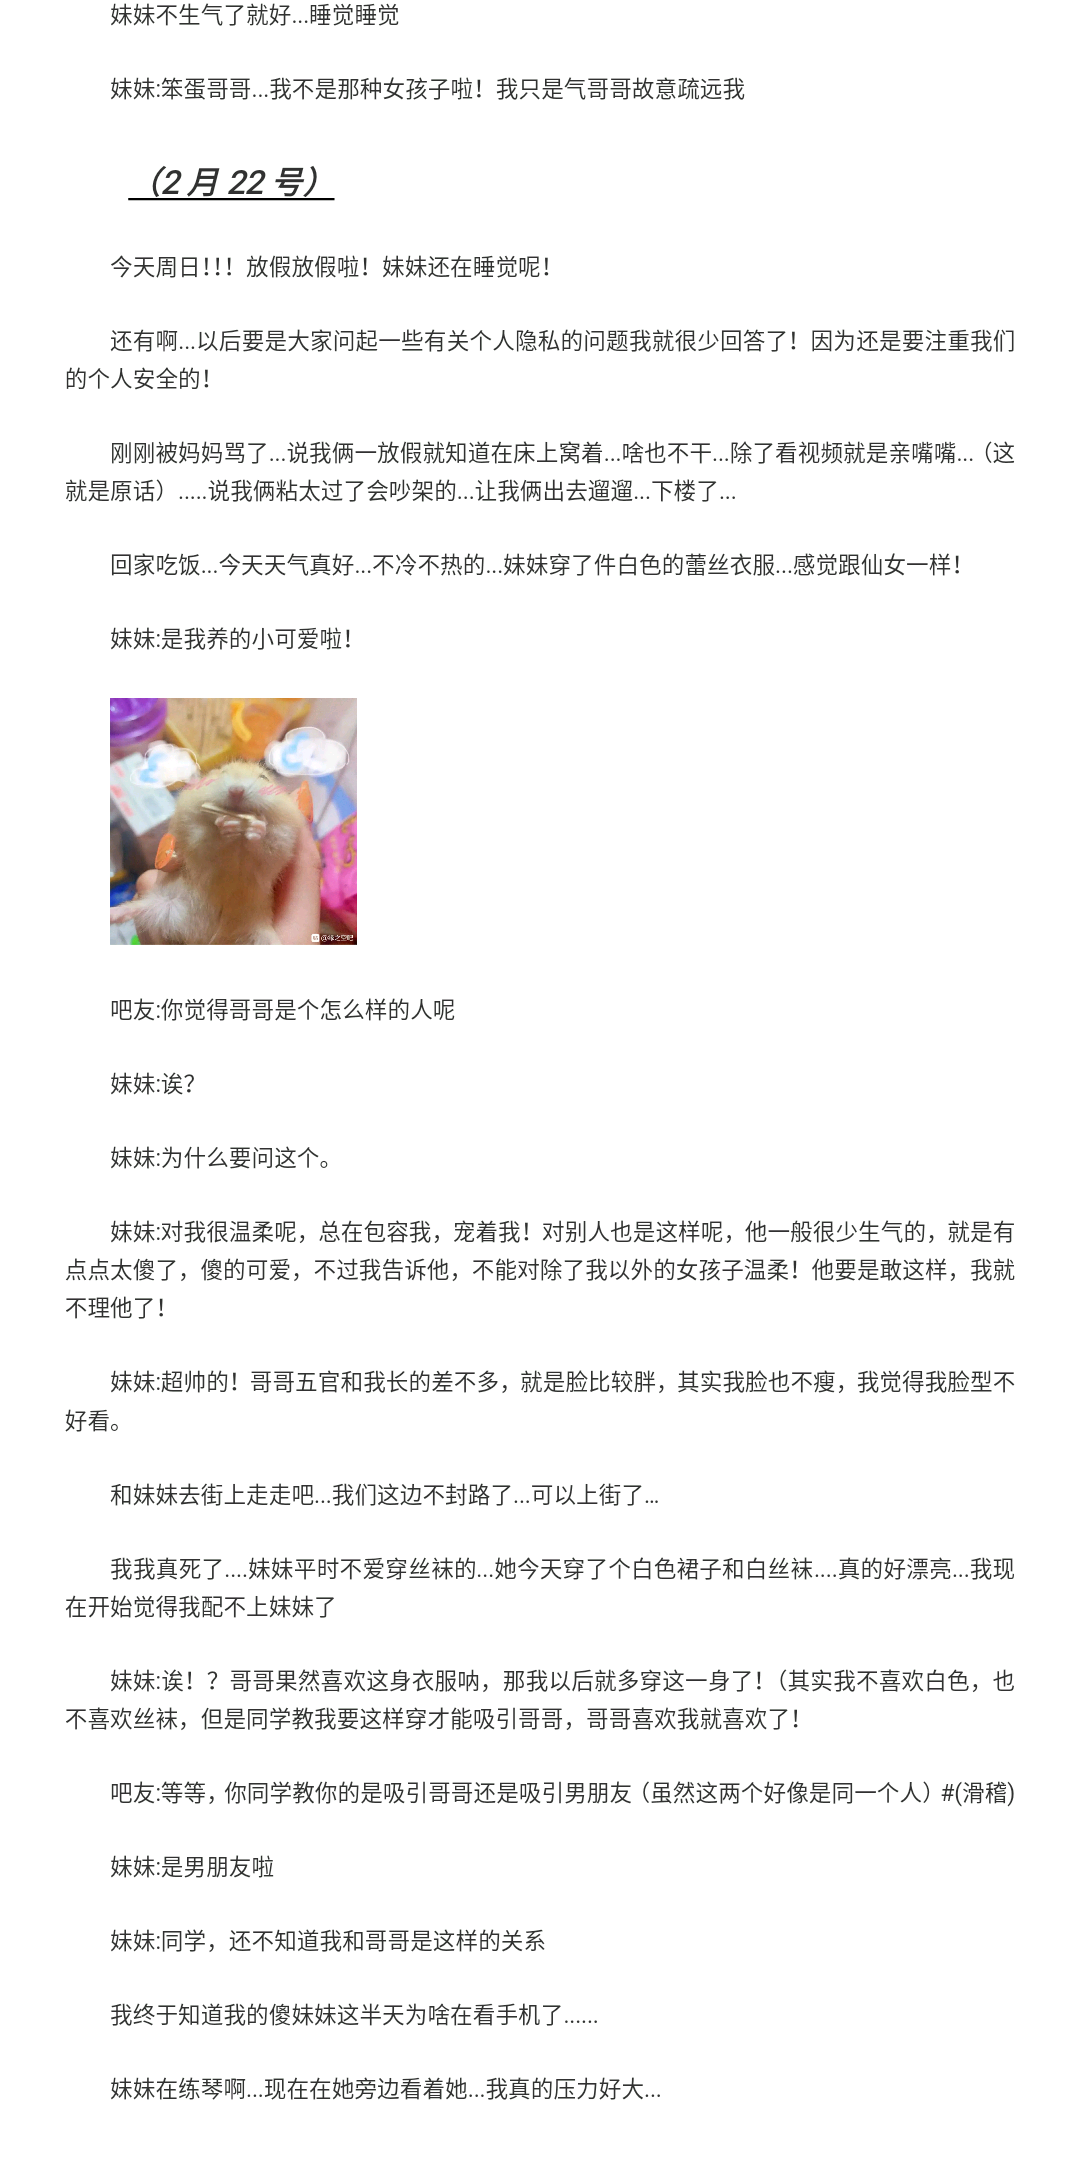 妹妹不生气了就好...睡觉睡觉
妹妹:笨蛋哥哥...我不是那种女孩子啦！我只是气哥哥故意疏远我
（2 月 22 号）
今天周日！！！放假放假啦！妹妹还在睡觉呢！
还有啊...以后要是大家问起一些有关个人隐私的问题我就很少回答了！因为还是要注重我们
的个人安全的！
刚刚被妈妈骂了...说我俩一放假就知道在床上窝着...啥也不干...除了看视频就是亲嘴嘴...（这
就是原话）.....说我俩粘太过了会吵架的...让我俩出去遛遛...下楼了...
回家吃饭...今天天气真好...不冷不热的...妹妹穿了件白色的蕾丝衣服...感觉跟仙女一样！
妹妹:是我养的小可爱啦！
吧友:你觉得哥哥是个怎么样的人呢
妹妹:诶？
妹妹:为什么要问这个。
妹妹:对我很温柔呢，总在包容我，宠着我！对别人也是这样呢，他一般很少生气的，就是有
点点太傻了，傻的可爱，不过我告诉他，不能对除了我以外的女孩子温柔！他要是敢这样，我就
不理他了！
妹妹:超帅的！哥哥五官和我长的差不多，就是脸比较胖，其实我脸也不瘦，我觉得我脸型不
好看。
和妹妹去街上走走吧...我们这边不封路了...可以上街了...
我我真死了....妹妹平时不爱穿丝袜的...她今天穿了个白色裙子和白丝袜....真的好漂亮...我现
在开始觉得我配不上妹妹了
妹妹:诶！？哥哥果然喜欢这身衣服呐，那我以后就多穿这一身了！（其实我不喜欢白色，也
不喜欢丝袜，但是同学教我要这样穿才能吸引哥哥，哥哥喜欢我就喜欢了！
吧友:等等，你同学教你的是吸引哥哥还是吸引男朋友（虽然这两个好像是同一个人）#(滑稽)
妹妹:是男朋友啦
妹妹:同学，还不知道我和哥哥是这样的关系
我终于知道我的傻妹妹这半天为啥在看手机了......
妹妹在练琴啊...现在在她旁边看着她...我真的压力好大...